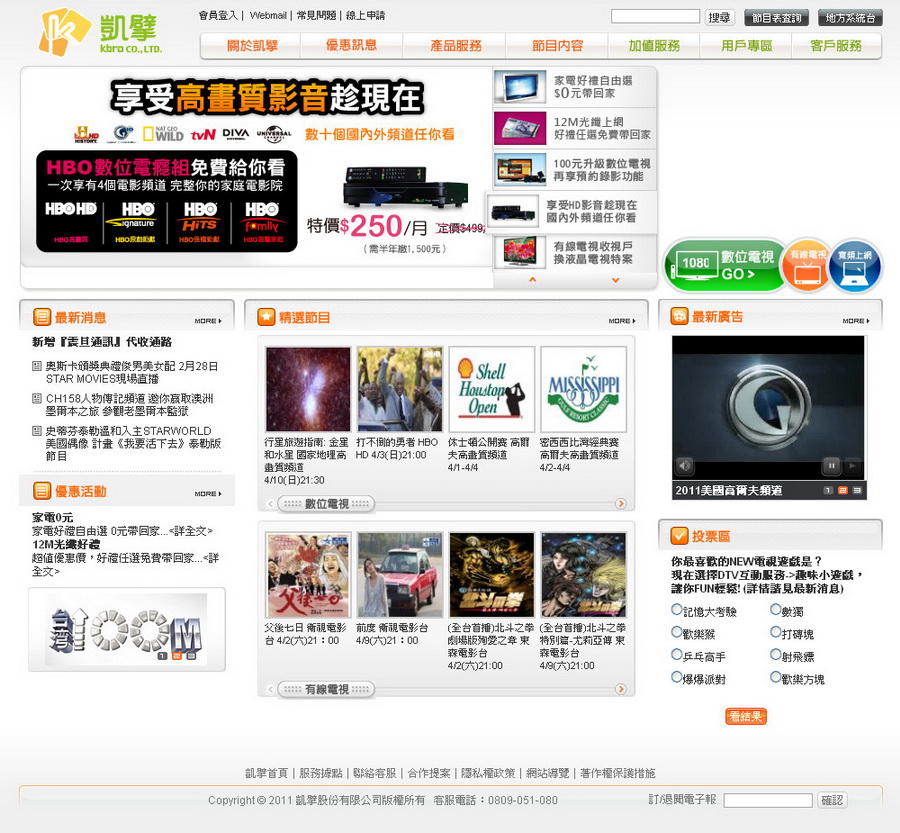 凱擘
kbro CO., LTD.
會員登入 | Webmail | 常見問題 | 線上申請
搜尋
節目表查詢
地方系統台
關於凱擘
優惠訊息
產品服務
節目內容
加值服務
用戶專區
客戶服務
享受高畫質影音趁現在
HISTORY HD
NAT GEO WILD
tvN
DIVA
UNIVERSAL CHANNEL
數十個國內外頻道任你看
HBO數位電癮組免費給你看
一次享有4個電影頻道 完整你的家庭電影院
HBO HD
HBO Signature
HBO HiTS
HBO family
HBO高畫質
HBO原創鉅獻
HBO強檔鉅獻
HBO溫馨家庭
特價$250/月 定價$499
(需半年繳1,500元)
家電好禮自由選
$0元帶回家
12M光纖上網
好禮任選免費帶回家
100元升級數位電視
再享預約錄影功能
享受HD影音趁現在
國內外頻道任你看
有線電視收視戶
換液晶電視特案
1080
數位電視
GO >
有線電視
寬頻上網
最新消息
MORE
新增『震旦通訊』代收通路
奧斯卡頒獎典禮俊男美女配 2月28日
STAR MOVIES現場直播
CH158人物傳記頻道 邀你贏取澳洲
墨爾本之旅 參觀老墨爾本監獄
史蒂芬泰勒溫和入主STARWORLD
美國偶像 計畫《我要活下去》泰勒版
節目
優惠活動
MORE
家電0元
家電好禮自由選 0元帶回家...<詳全文>
12M光纖好禮
超值優惠價，好禮任選免費帶回家...<詳
全文>
台灣
100M
1 2 3
精選節目
MORE
Shell Houston Open
MISSISSIPPI
GULF RESORT CLASSIC
行星旅遊指南: 金星
和水星 國家地理高
畫質頻道
4/10(日)21:30
打不倒的勇者 HBO
HD 4/3(日)21:00
休士頓公開賽 高爾
夫高畫質頻道
4/1-4/4
密西西比灣經典賽
高爾夫高畫質頻道
4/2-4/4
數位電視
父後七日
北斗の拳
父後七日 衛視電影
台 4/2(六)21：00
前度 衛視電影台
4/9(六)21：00
(全台首播)北斗之拳
劇場版殉愛之章 東
森電影台
4/2(六)21:00
(全台首播)北斗之拳
特別篇-尤莉亞傳 東
森電影台
4/9(六)21:00
有線電視
最新廣告
MORE
2011美國高爾夫頻道
1 2 3
投票區
你最喜歡的NEW電視遊戲是？
現在選擇DTV互動服務->趣味小遊戲，
讓你FUN輕鬆! (詳情請見最新消息)
記憶大考驗
數獨
歡樂猴
打磚塊
乒乓高手
射飛鏢
爆爆派對
歡樂方塊
看結果
凱擘首頁 | 服務據點 | 聯絡客服 | 合作提案 | 隱私權政策 | 網站導覽 | 著作權保護措施
Copyright © 2011 凱擘股份有限公司版權所有 客服電話：0809-051-080
訂/退閱電子報
確認